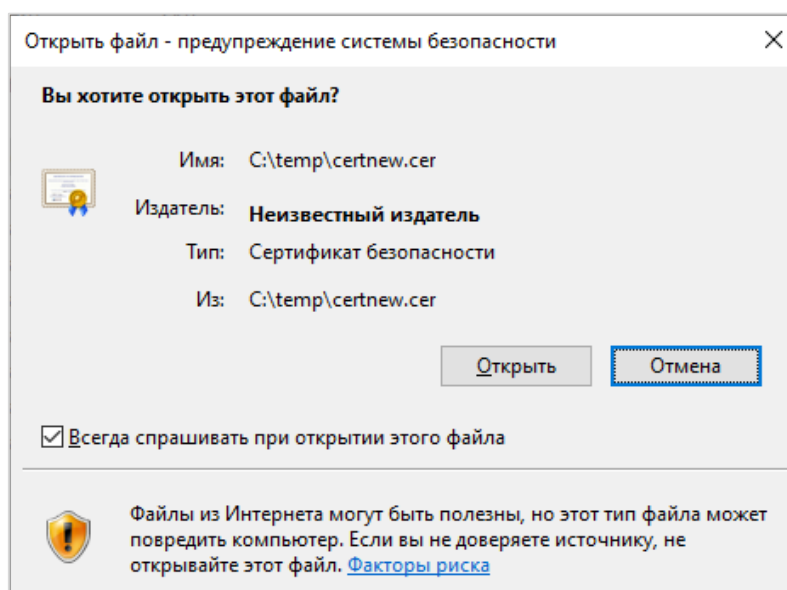 Открыть файл - предупреждение системы безопасности
Вы хотите открыть этот файл?
Имя: C:\temp\certnew.cer
Издатель: Неизвестный издатель
Тип: Сертификат безопасности
Из: C:\temp\certnew.cer
Открыть Отмена
Всегда спрашивать при открытии этого файла
Файлы из Интернета могут быть полезны, но этот тип файла может
повредить компьютер. Если вы не доверяете источнику, не
открывайте этот файл. Факторы риска